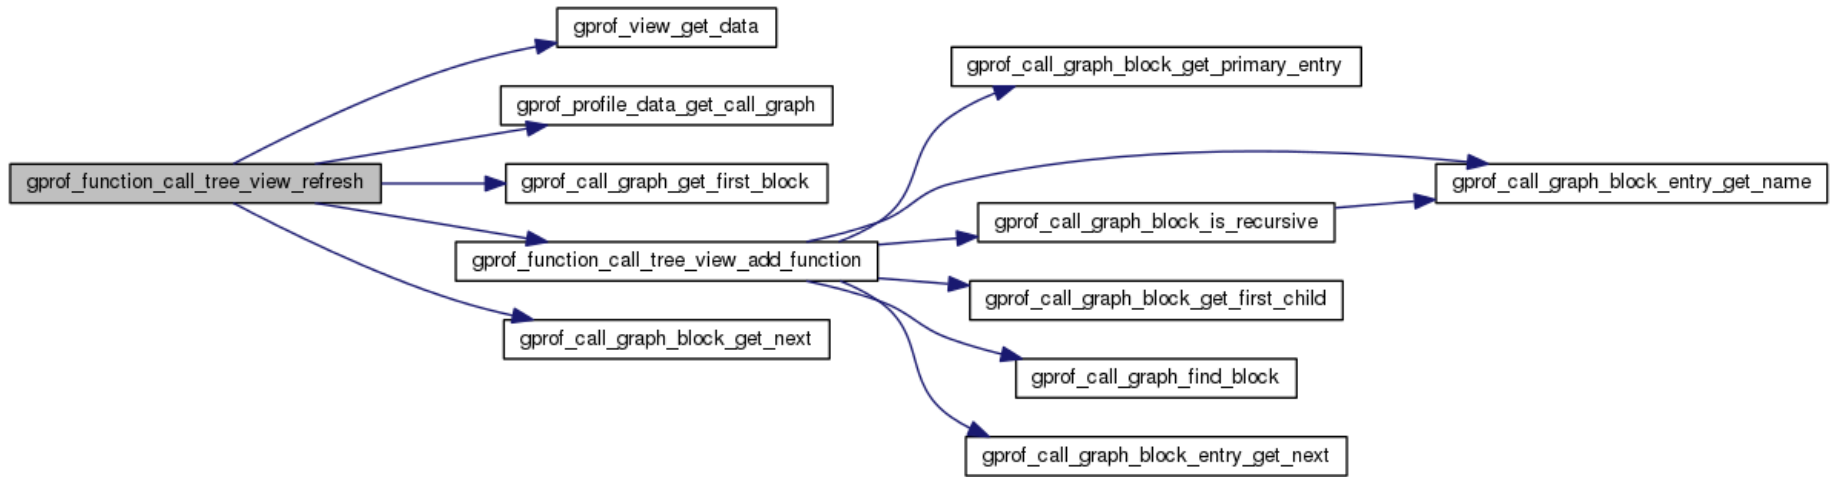 gprof_view_get_data
gprof_call_graph_block_get_primary_entry
gprof_profile_data_get_call_graph
gprof_function_call_tree_view_refresh
gprof_call_graph_get_first_block
gprof_call_graph_block_entry_get_name
gprof_call_graph_block_is_recursive
gprof_function_call_tree_view_add_function
gprof_call_graph_block_get_first_child
gprof_call_graph_block_get_next
gprof_call_graph_find_block
gprof_call_graph_block_entry_get_next